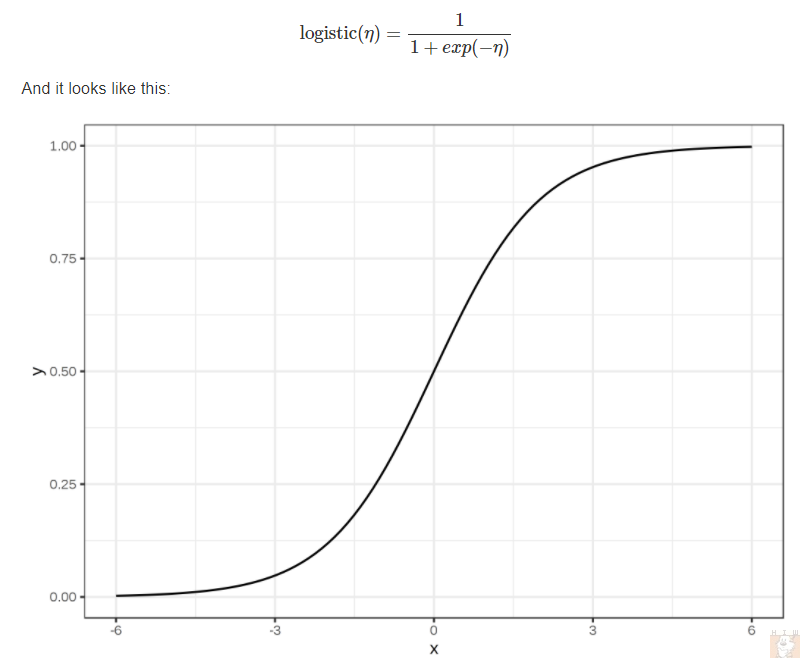 logistic(η) = 1 / (1 + exp(−η))
And it looks like this:
1.00
0.75
y 0.50
0.25
0.00
-6 -3 0 3 6
x